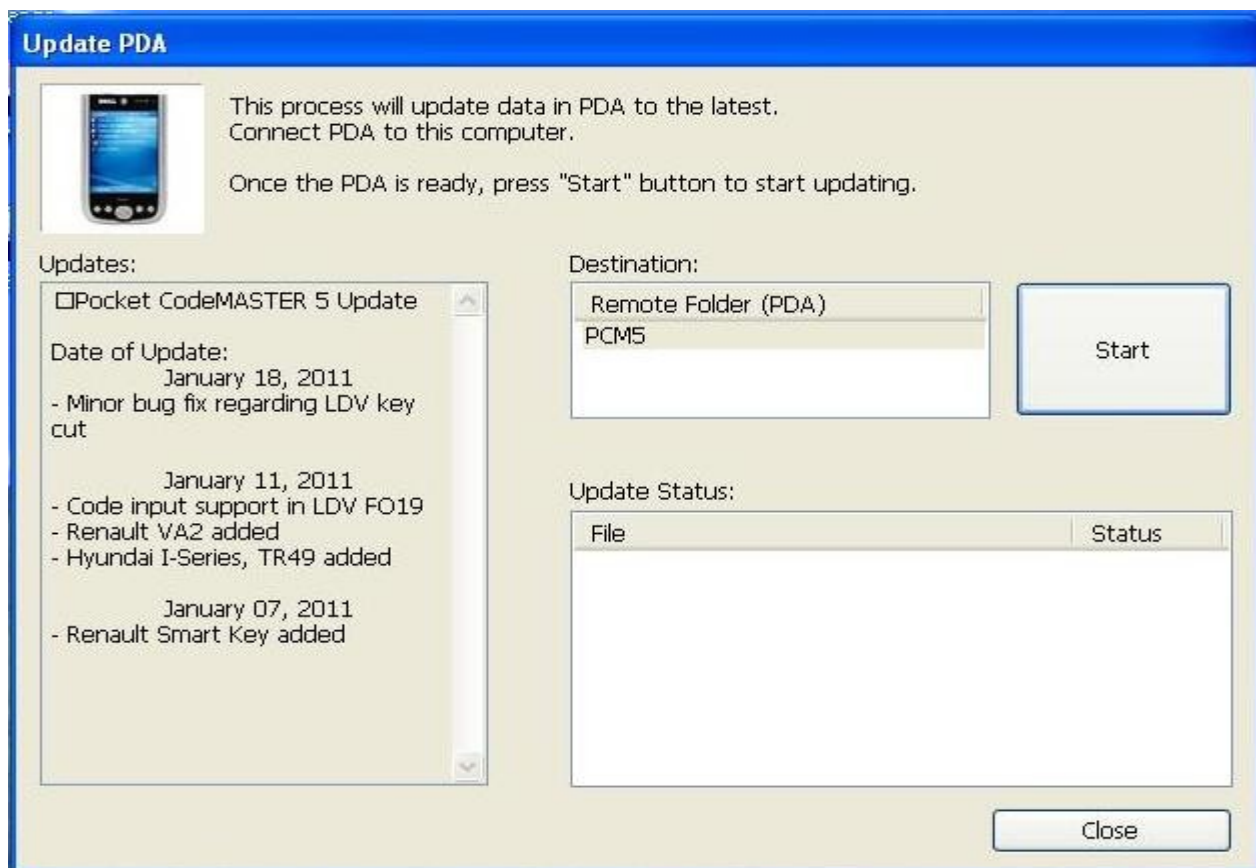 Update PDA
This process will update data in PDA to the latest.
Connect PDA to this computer.
Once the PDA is ready, press "Start" button to start updating.
Updates:
□Pocket CodeMASTER 5 Update
Date of Update:
January 18, 2011
- Minor bug fix regarding LDV key
cut
January 11, 2011
- Code input support in LDV FO19
- Renault VA2 added
- Hyundai I-Series, TR49 added
January 07, 2011
- Renault Smart Key added
Destination:
Remote Folder (PDA)
PCM5
Start
Update Status:
File Status
Close